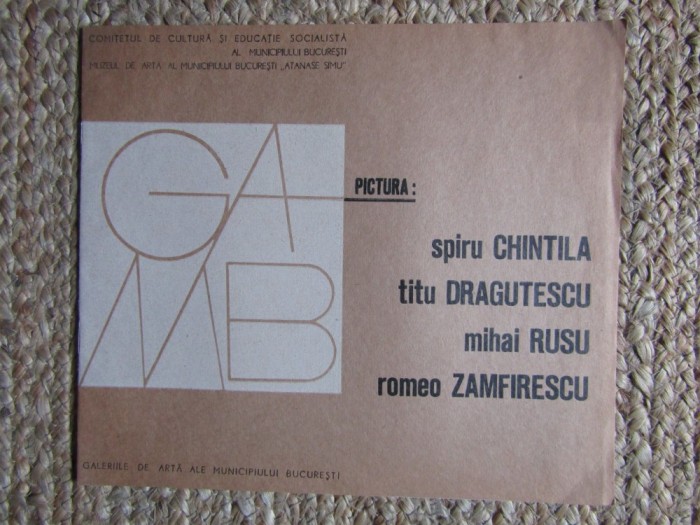 COMITETUL DE CULTURĂ ȘI EDUCAȚIE SOCIALISTĂ
AL MUNICIPIULUI BUCUREȘTI
MUZEUL DE ARTĂ AL MUNICIPIULUI BUCUREȘTI „ATANASE SIMU"
GA
MB
PICTURA :
spiru CHINTILA
titu DRAGUTESCU
mihai RUSU
romeo ZAMFIRESCU
GALERIILE DE ARTĂ ALE MUNICIPIULUI BUCUREȘTI